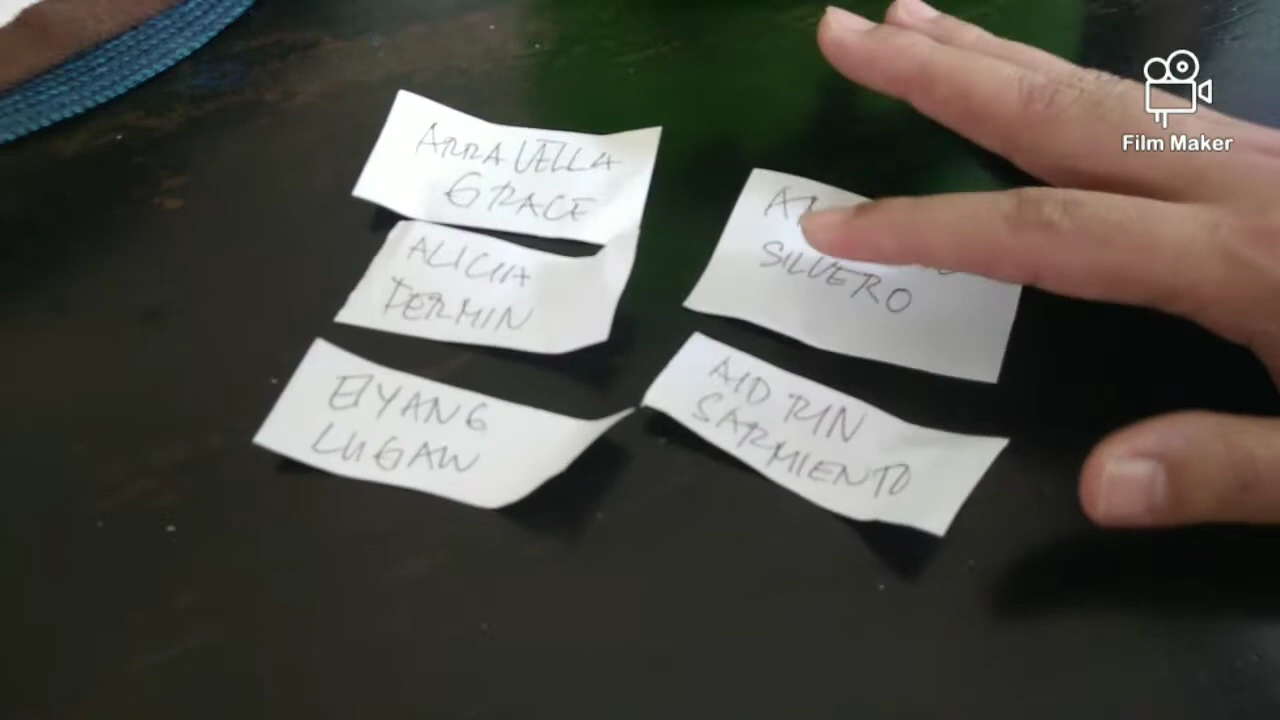 ARRA VELLA
GRACE
ALICIA
FERMIN
EIYANG
LUGAW
SILVERO
AIDRIN
SARMIENTO
Film Maker